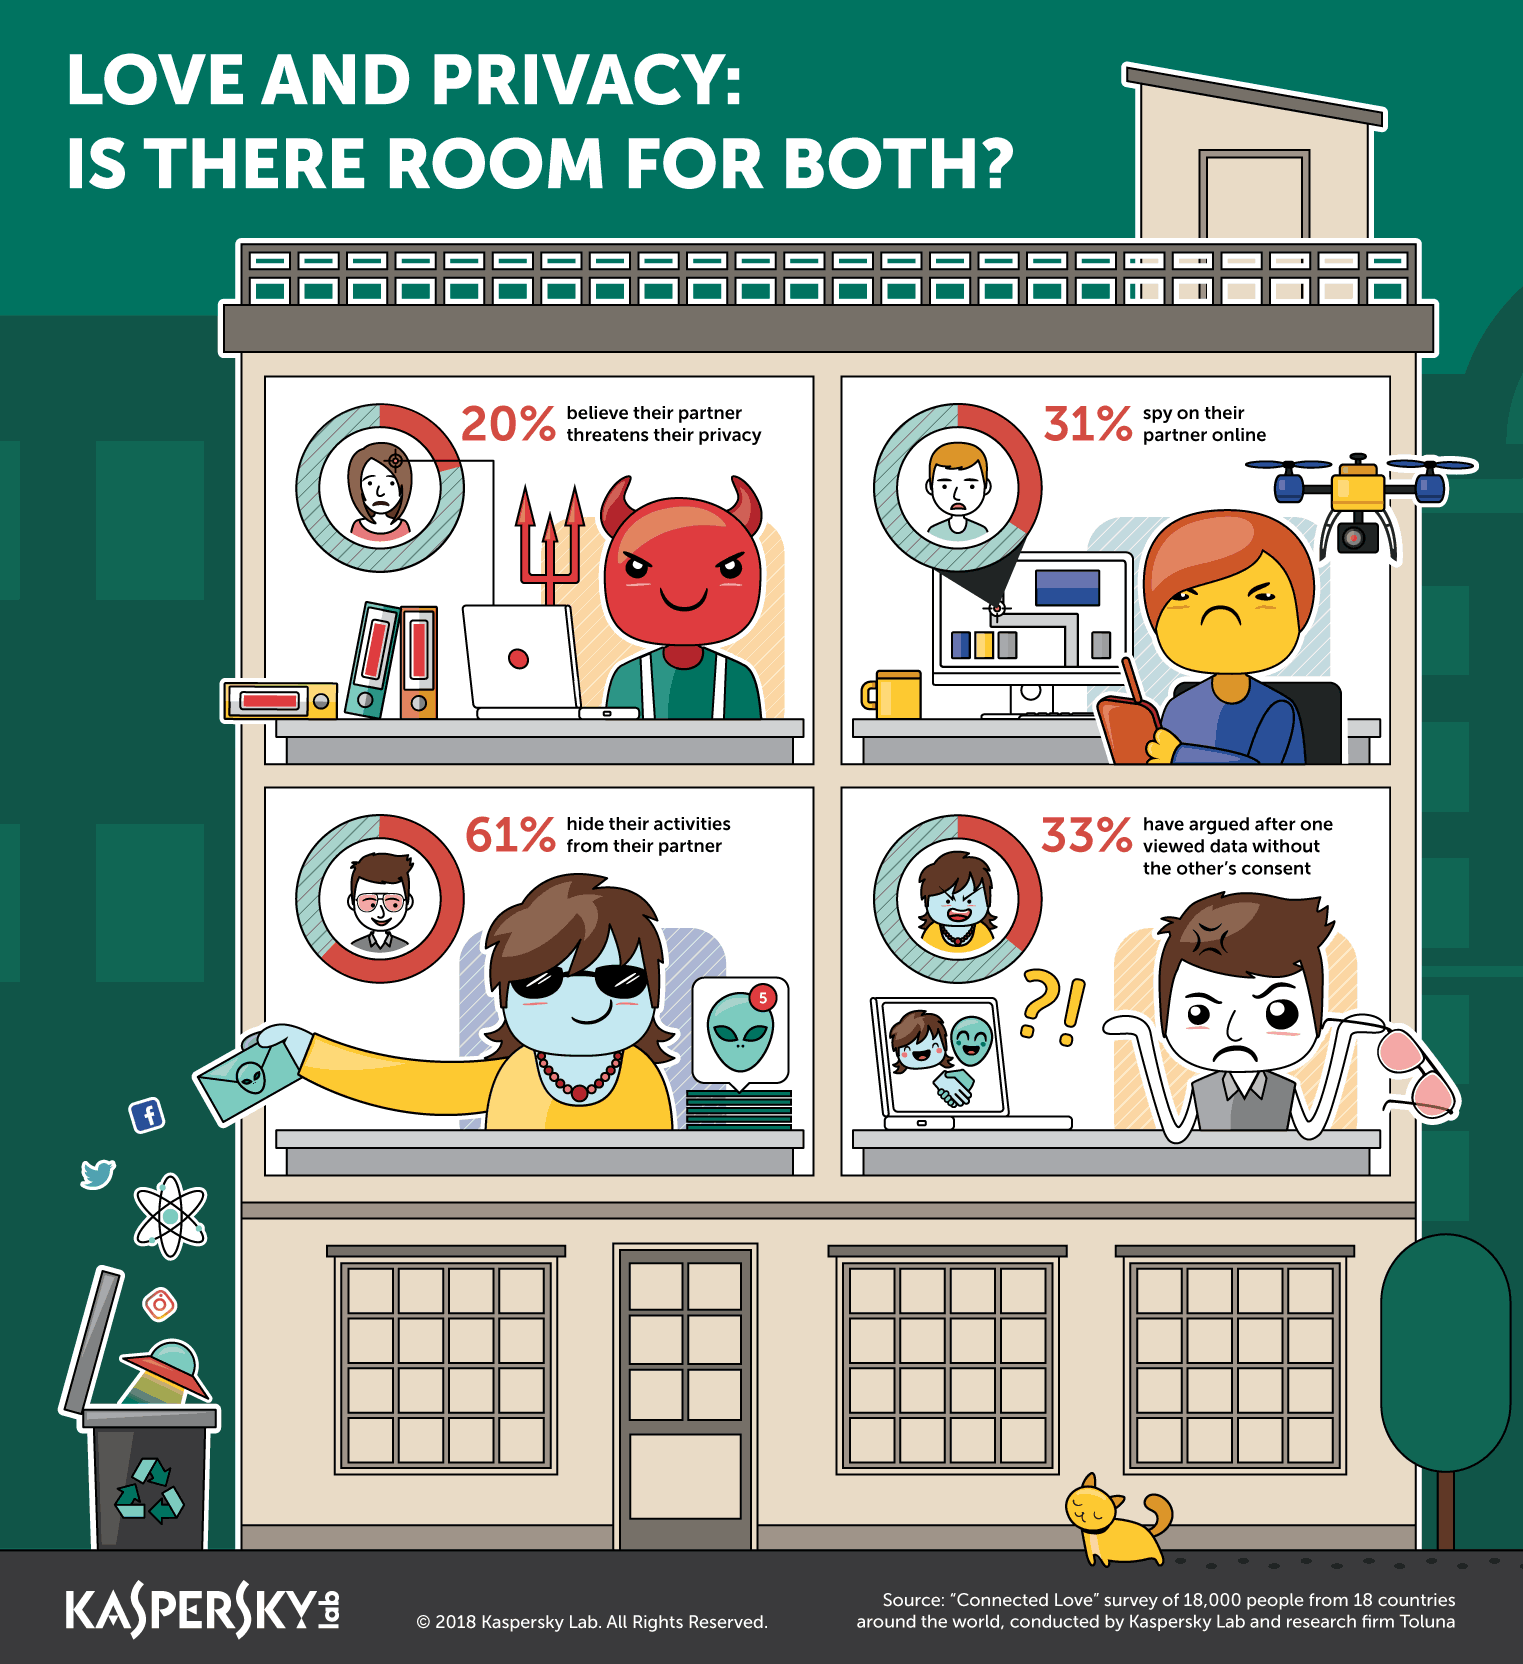 LOVE AND PRIVACY:
IS THERE ROOM FOR BOTH?
20%
believe their partner
threatens their privacy
31%
spy on their
partner online
61%
hide their activities
from their partner
33%
have argued after one
viewed data without
the other’s consent
5
?!
f
KASPERSKY lab
© 2018 Kaspersky Lab. All Rights Reserved.
Source: “Connected Love” survey of 18,000 people from 18 countries
around the world, conducted by Kaspersky Lab and research firm Toluna